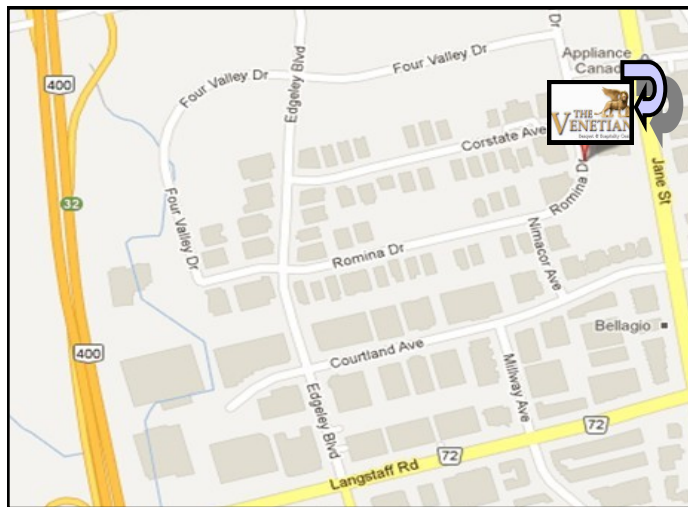 Dr
Four Valley Dr
Appliance
Canad
400
Edgeley Blvd
Four Valley Dr
THE
VENETIAN
Corstate Ave
32
Four Valley Dr
Jane St
Romina Dr
Romina Dr
Nimacor Ave
400
Bellagio
Courtland Ave
Millway Ave
Edgeley Blvd
72
72
Langstaff Rd